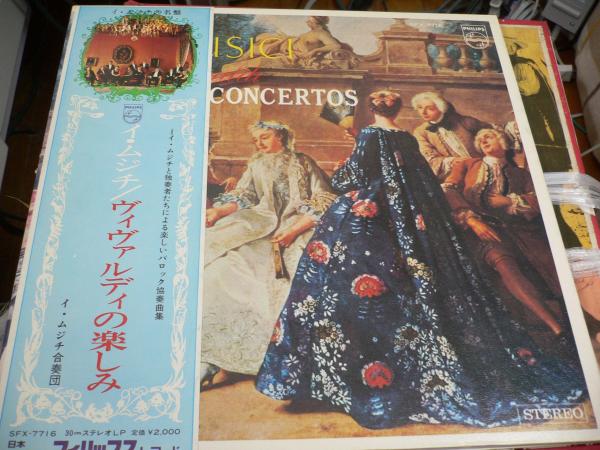 イ・ムジチの名盤
PHILIPS
イ・ムジチ/ヴィヴァルディの楽しみ
―イ・ムジチと独奏者たちによる楽しいバロック協奏曲集
イ・ムジチ合奏団
SFX-7716 30cmステレオLP 定価 ¥2,000
日本
フィリップス
レコード
ISICI
CONCERTOS
PHILIPS
STEREO